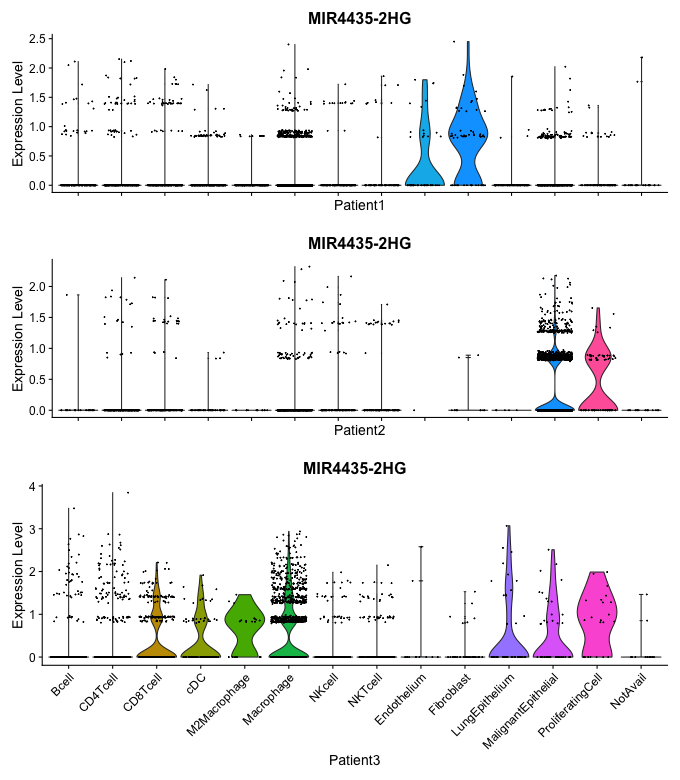 MIR4435-2HG
Expression Level
2.5
2.0
1.5
1.0
0.5
0.0
Patient1
MIR4435-2HG
Expression Level
2.0
1.5
1.0
0.5
0.0
Patient2
MIR4435-2HG
Expression Level
4
3
2
1
0
Bcell
CD4Tcell
CD8Tcell
cDC
M2Macrophage
Macrophage
NKcell
NKTcell
Endothelium
Fibroblast
LungEpithelium
MalignantEpithelial
ProliferatingCell
NotAvail
Patient3